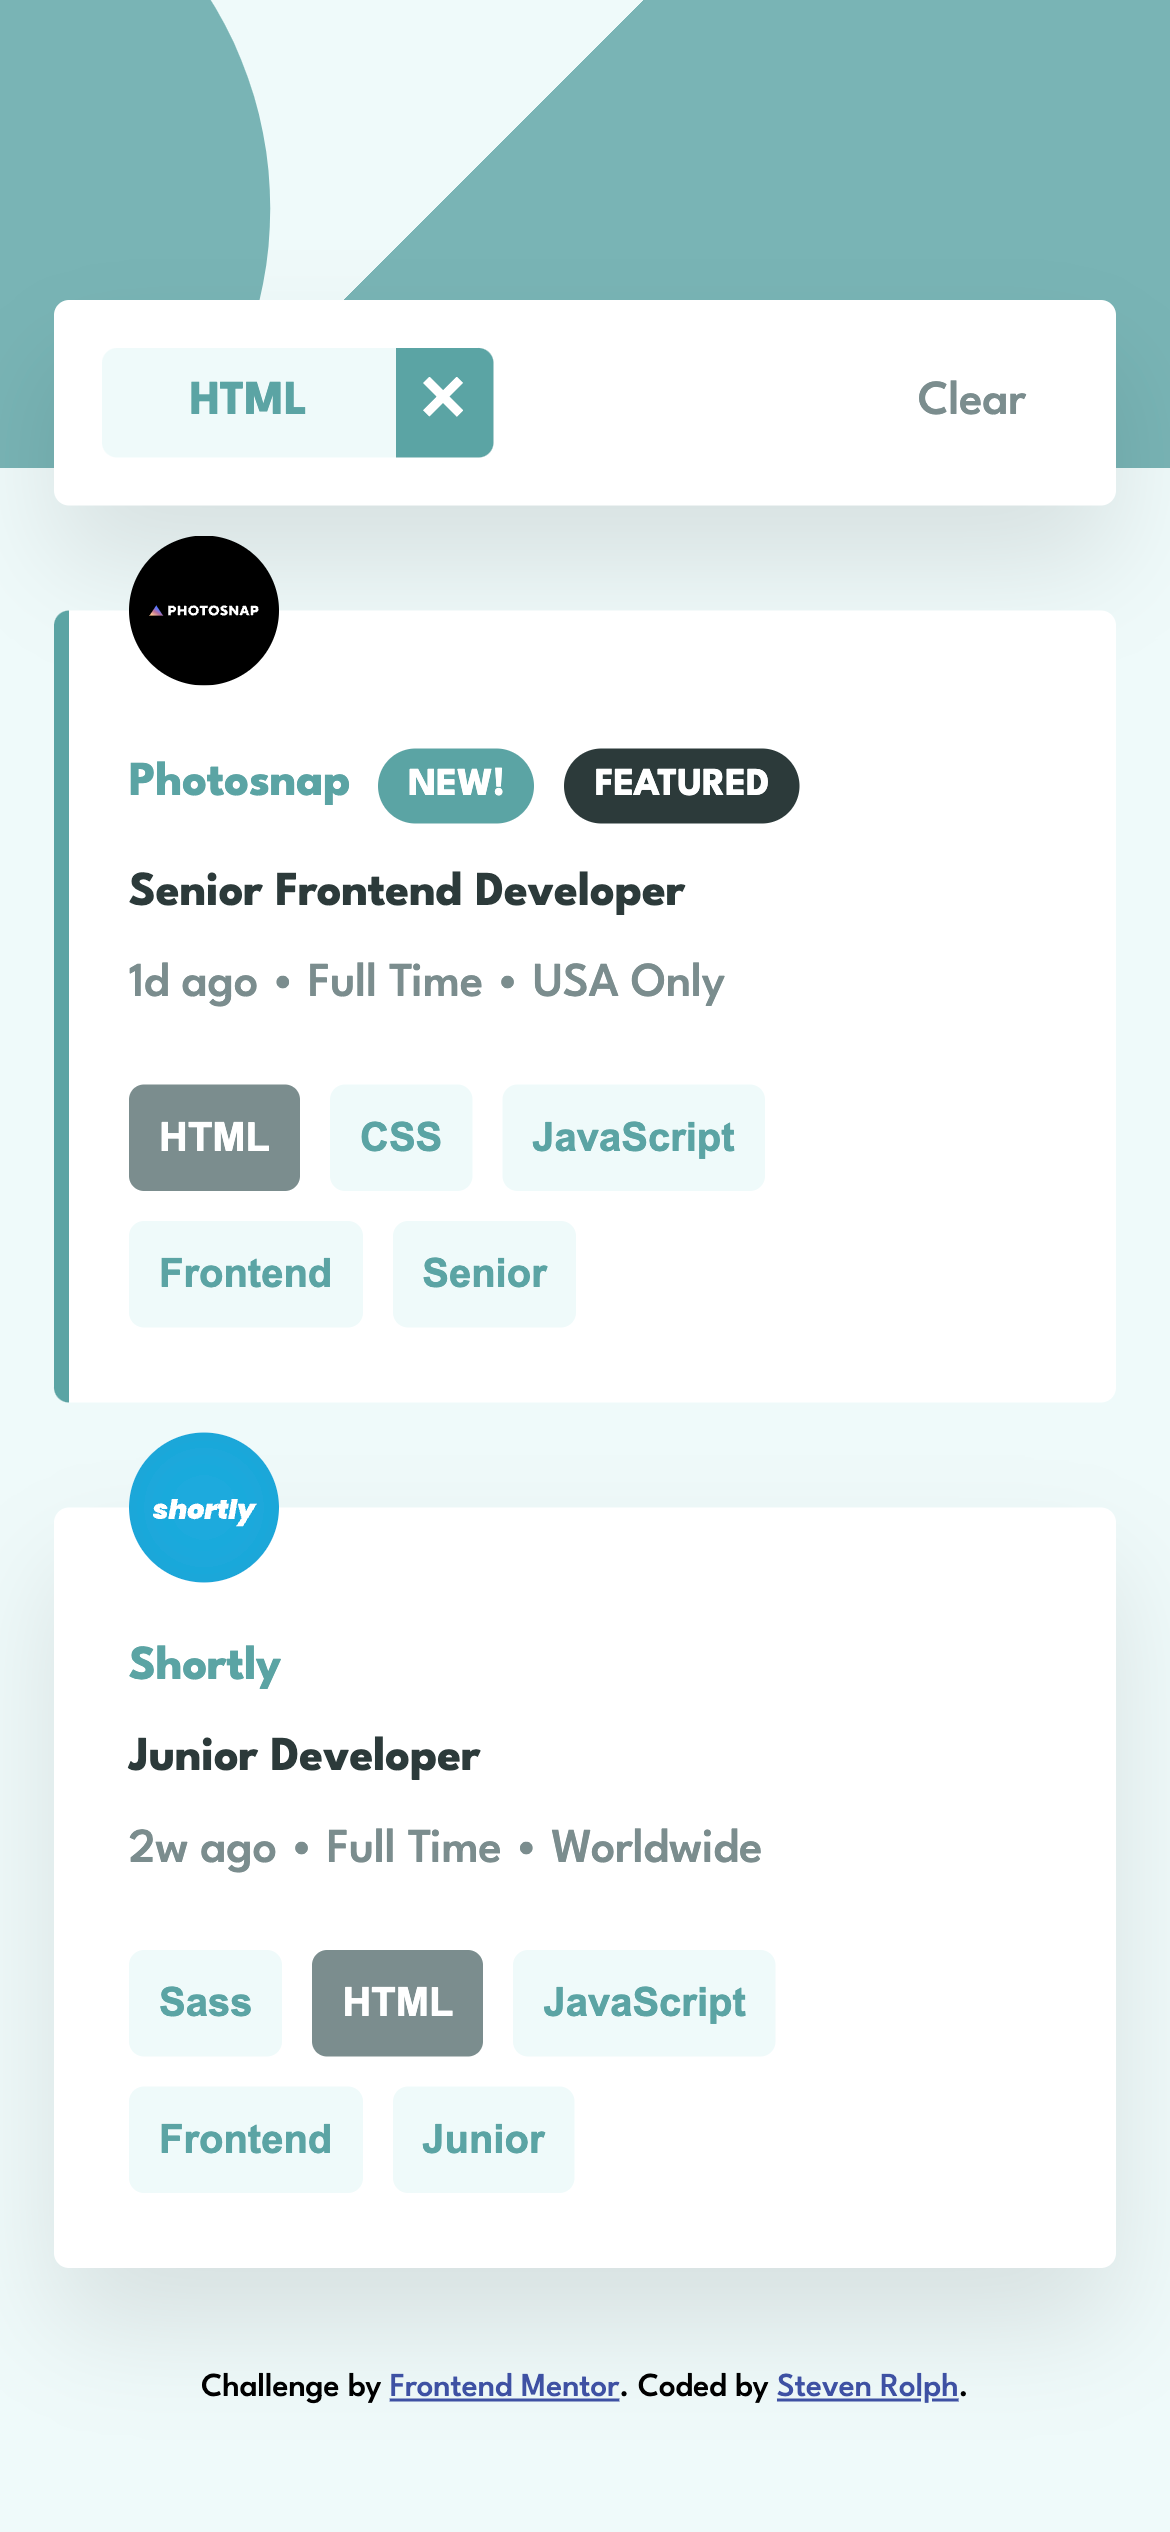 HTML
Clear
PHOTOSNAP
Photosnap NEW! FEATURED
Senior Frontend Developer
1d ago • Full Time • USA Only
HTML CSS JavaScript
Frontend Senior
shortly
Shortly
Junior Developer
2w ago • Full Time • Worldwide
Sass HTML JavaScript
Frontend Junior
Challenge by Frontend Mentor. Coded by Steven Rolph.